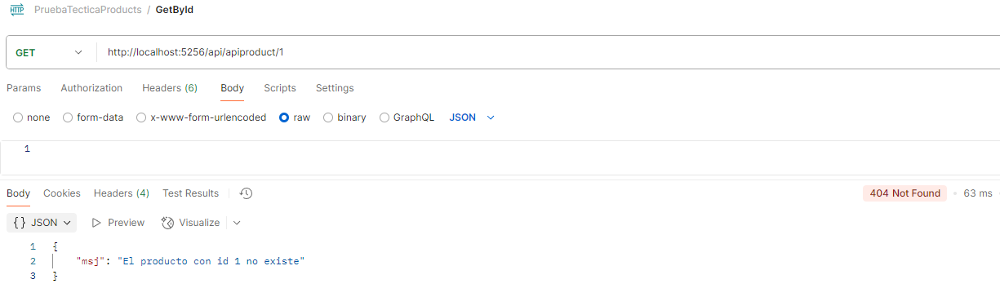 HTTP PruebaTecticaProducts / GetById
GET http://localhost:5256/api/apiproduct/1
Params Authorization Headers (6) Body Scripts Settings
none form-data x-www-form-urlencoded raw binary GraphQL JSON
1
Body Cookies Headers (4) Test Results 404 Not Found • 63 ms
{} JSON Preview Visualize
1 {
2 "msj": "El producto con id 1 no existe"
3 }